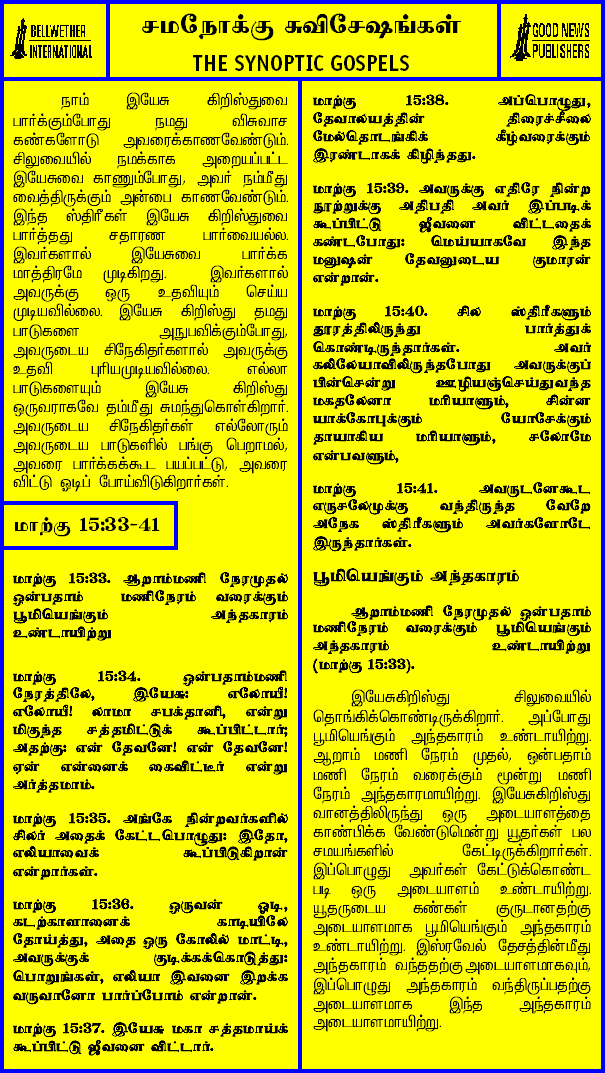 BELLWETHER
INTERNATIONAL
சமநோக்கு சுவிசேஷங்கள்
THE SYNOPTIC GOSPELS
GOOD NEWS
PUBLISHERS
நாம் இயேசு கிறிஸ்துவை
பார்க்கும்போது நமது விசுவாச
கண்களோடு அவரைக்காணவேண்டும்.
சிலுவையில் நமக்காக அறையப்பட்ட
இயேசுவை காணும்போது, அவர் நம்மீது
வைத்திருக்கும் அன்பை காணவேண்டும்.
இந்த ஸ்திரீகள் இயேசு கிறிஸ்துவை
பார்த்தது சதாரண பார்வையல்ல.
இவர்களால் இயேசுவை பார்க்க
மாத்திரமே முடிகிறது. இவர்களால்
அவருக்கு ஒரு உதவியும் செய்ய
முடியவில்லை. இயேசு கிறிஸ்து தமது
பாடுகளை அநுபவிக்கும்போது,
அவருடைய சிநேகிதர்களால் அவருக்கு
உதவி புரியமுடியவில்லை. எல்லா
பாடுகளையும் இயேசு கிறிஸ்து
ஒருவராகவே தம்மீது சுமந்துகொள்கிறார்.
அவருடைய சிநேகிதர்கள் எல்லோரும்
அவருடைய பாடுகளில் பங்கு பெறாமல்,
அவரை பார்க்கக்கூட பயப்பட்டு, அவரை
விட்டு ஓடிப் போய்விடுகிறார்கள்.
மாற்கு 15:33-41
மாற்கு 15:33. ஆறாம்மணி நேரமுதல்
ஒன்பதாம் மணிநேரம் வரைக்கும்
பூமியெங்கும் அந்தகாரம்
உண்டாயிற்று
மாற்கு 15:34. ஒன்பதாம்மணி
நேரத்திலே, இயேசு: எலோயீ!
எலோயீ! லாமா சபக்தானி, என்று
மிகுந்த சத்தமிட்டுக் கூப்பிட்டார்;
அதற்கு: என் தேவனே! என் தேவனே!
ஏன் என்னைக் கைவிட்டீர் என்று
அர்த்தமாம்.
மாற்கு 15:35. அங்கே நின்றவர்களில்
சிலர் அதைக் கேட்டபொழுது: இதோ,
எலியாவைக் கூப்பிடுகிறான்
என்றார்கள்.
மாற்கு 15:36. ஒருவன் ஓடி,
கடற்காளானைக் காடியிலே
தோய்த்து, அதை ஒரு கோலில் மாட்டி,
அவருக்குக் குடிக்கக்கொடுத்து:
பொறுங்கள், எலியா இவனை இறக்க
வருவானோ பார்ப்போம் என்றான்.
மாற்கு 15:37. இயேசு மகா சத்தமாய்க்
கூப்பிட்டு ஜீவனை விட்டார்.
மாற்கு 15:38. அப்பொழுது,
தேவாலயத்தின் திரைச்சீலை
மேல்தொடங்கிக் கீழ்வரைக்கும்
இரண்டாகக் கிழிந்தது.
மாற்கு 15:39. அவருக்கு எதிரே நின்ற
நூற்றுக்கு அதிபதி அவர் இப்படிக்
கூப்பிட்டு ஜீவனை விட்டதைக்
கண்டபோது: மெய்யாகவே இந்த
மனுஷன் தேவனுடைய குமாரன்
என்றான்.
மாற்கு 15:40. சில ஸ்திரீகளும்
தூரத்திலிருந்து பார்த்துக்
கொண்டிருந்தார்கள். அவர்
கலிலேயாவிலிருந்தபோது அவருக்குப்
பின்சென்று ஊழியஞ்செய்துவந்த
மகதலேனா மரியாளும், சின்ன
யாக்கோபுக்கும் யோசேக்கும்
தாயாகிய மரியாளும், சலோமே
என்பவளும்,
மாற்கு 15:41. அவருடனேகூட
எருசலேமுக்கு வந்திருந்த வேறே
அநேக ஸ்திரீகளும் அவர்களோடே
இருந்தார்கள்.
பூமியெங்கும் அந்தகாரம்
ஆறாம்மணி நேரமுதல் ஒன்பதாம்
மணிநேரம் வரைக்கும் பூமியெங்கும்
அந்தகாரம் உண்டாயிற்று
(மாற்கு 15:33).
இயேசுகிறிஸ்து சிலுவையில்
தொங்கிக்கொண்டிருக்கிறார். அப்போது
பூமியெங்கும் அந்தகாரம் உண்டாயிற்று.
ஆறாம் மணி நேரம் முதல், ஒன்பதாம்
மணி நேரம் வரைக்கும் மூன்று மணி
நேரம் அந்தகாரமாயிற்று. இயேசுகிறிஸ்து
வானத்திலிருந்து ஒரு அடையாளத்தை
காண்பிக்க வேண்டுமென்று யூதர்கள் பல
சமயங்களில் கேட்டிருக்கிறார்கள்.
இப்பொழுது அவர்கள் கேட்டுக்கொண்ட
படி ஒரு அடையாளம் உண்டாயிற்று.
யூதருடைய கண்கள் குருடானதற்கு
அடையாளமாக பூமியெங்கும் அந்தகாரம்
உண்டாயிற்று. இஸ்ரவேல் தேசத்தின்மீது
அந்தகாரம் வந்ததற்கு அடையாளமாகவும்,
இப்பொழுது அந்தகாரம் வந்திருப்பதற்கு
அடையாளமாக இந்த அந்தகாரம்
அடையாளமாயிற்று.